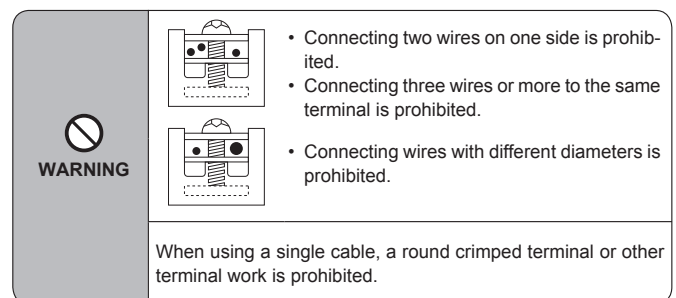 • Connecting two wires on one side is prohib-
ited.
• Connecting three wires or more to the same
terminal is prohibited.
• Connecting wires with different diameters is
prohibited.
WARNING
When using a single cable, a round crimped terminal or other
terminal work is prohibited.